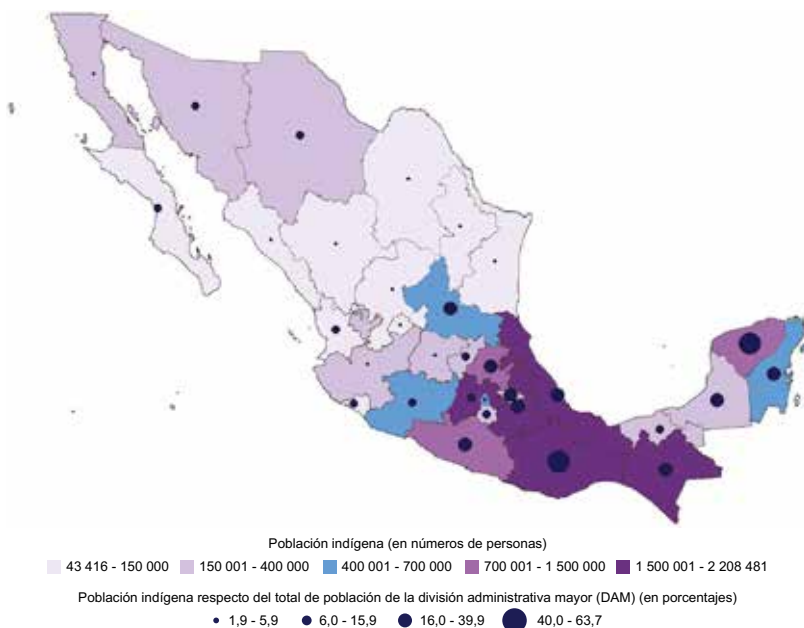 Población indígena (en números de personas)
43 416 - 150 000 150 001 - 400 000 400 001 - 700 000 700 001 - 1 500 000 1 500 001 - 2 208 481
Población indígena respecto del total de población de la división administrativa mayor (DAM) (en porcentajes)
1,9 - 5,9 6,0 - 15,9 16,0 - 39,9 40,0 - 63,7